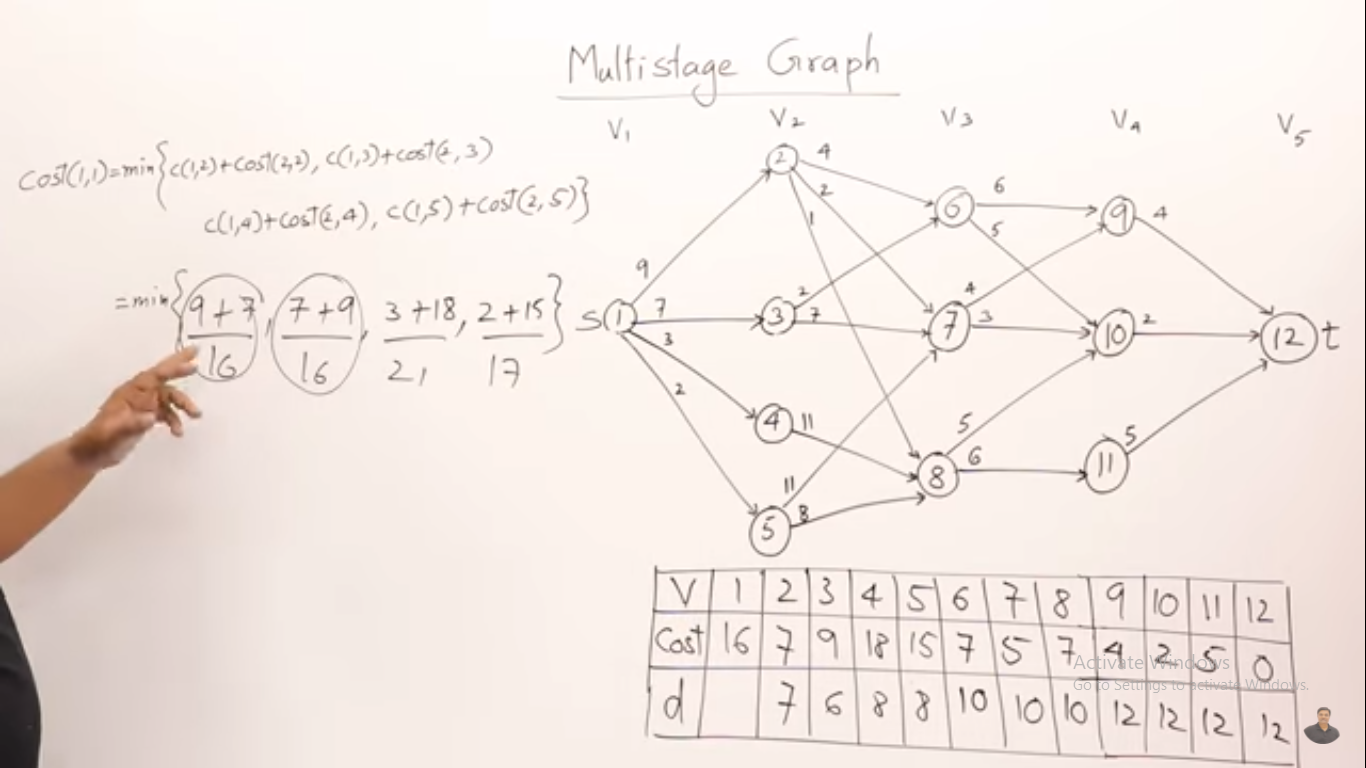 Multistage Graph
V1 V2 V3 V4 V5
Cost(1,1)=min{c(1,2)+Cost(2,2), c(1,3)+cost(2,3)
c(1,4)+Cost(2,4), c(1,5)+Cost(2,5)}
=min{9+7, 7+9, 3+18, 2+15}
16 16 21 17
S 1 9 7 3 2
2 4 2 1
3 2 7
4 11
5 11 8
6 6 5
7 4 3
8 5 6
9 4
10 2
11 5
12 t
V 1 2 3 4 5 6 7 8 9 10 11 12
Cost 16 7 9 18 15 7 5 7 4 2 5 0
d 7 6 8 8 10 10 10 12 12 12 12
Activate Windows
Go to Settings to activate Windows.